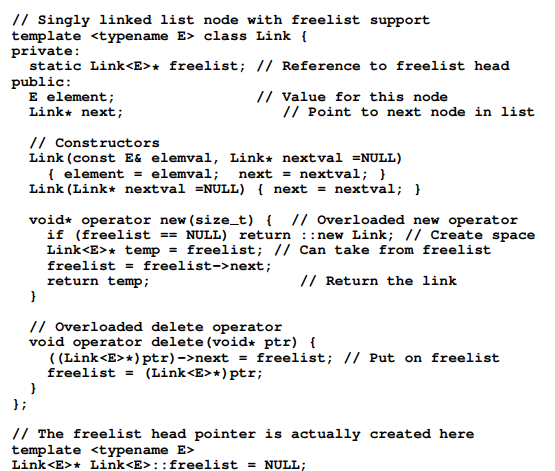 // Singly linked list node with freelist support
template <typename E> class Link {
private:
  static Link<E>* freelist; // Reference to freelist head
public:
  E element;                // Value for this node
  Link* next;                  // Point to next node in list
  // Constructors
  Link(const E& elemval, Link* nextval =NULL)
    { element = elemval;  next = nextval; }
  Link(Link* nextval =NULL) { next = nextval; }
  void* operator new(size_t) {  // Overloaded new operator
    if (freelist == NULL) return ::new Link; // Create space
    Link<E>* temp = freelist; // Can take from freelist
    freelist = freelist->next;
    return temp;                 // Return the link
  }
  // Overloaded delete operator
  void operator delete(void* ptr) {
    ((Link<E>*)ptr)->next = freelist; // Put on freelist
    freelist = (Link<E>*)ptr;
  }
};
// The freelist head pointer is actually created here
template <typename E>
Link<E>* Link<E>::freelist = NULL;